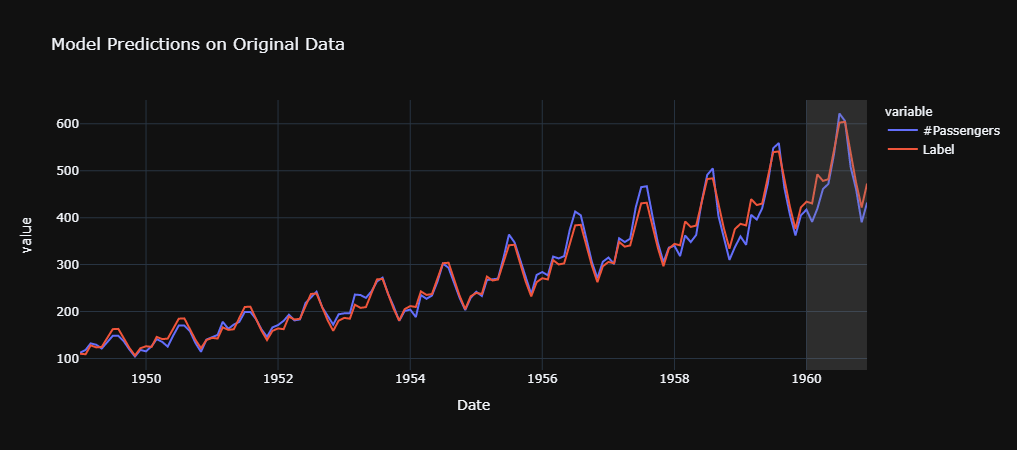 Model Predictions on Original Data
variable
#Passengers
Label
600
500
400
300
200
100
value
1950 1952 1954 1956 1958 1960
Date